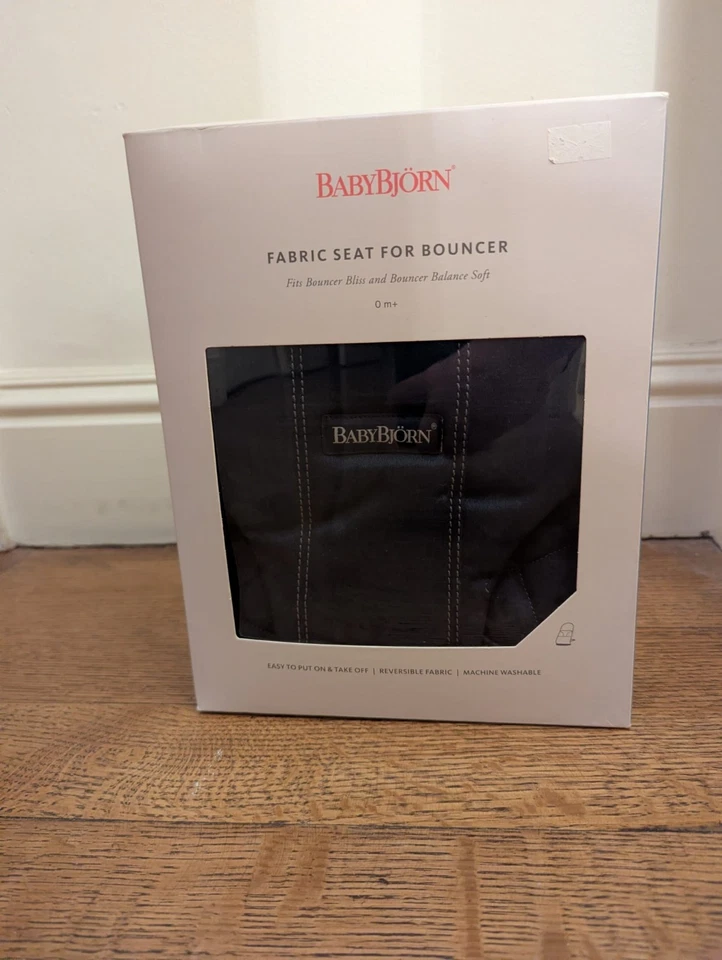 BABYBJÖRN®
FABRIC SEAT FOR BOUNCER
Fits Bouncer Bliss and Bouncer Balance Soft
0 m+
BABYBJÖRN®
EASY TO PUT ON & TAKE OFF | REVERSIBLE FABRIC | MACHINE WASHABLE